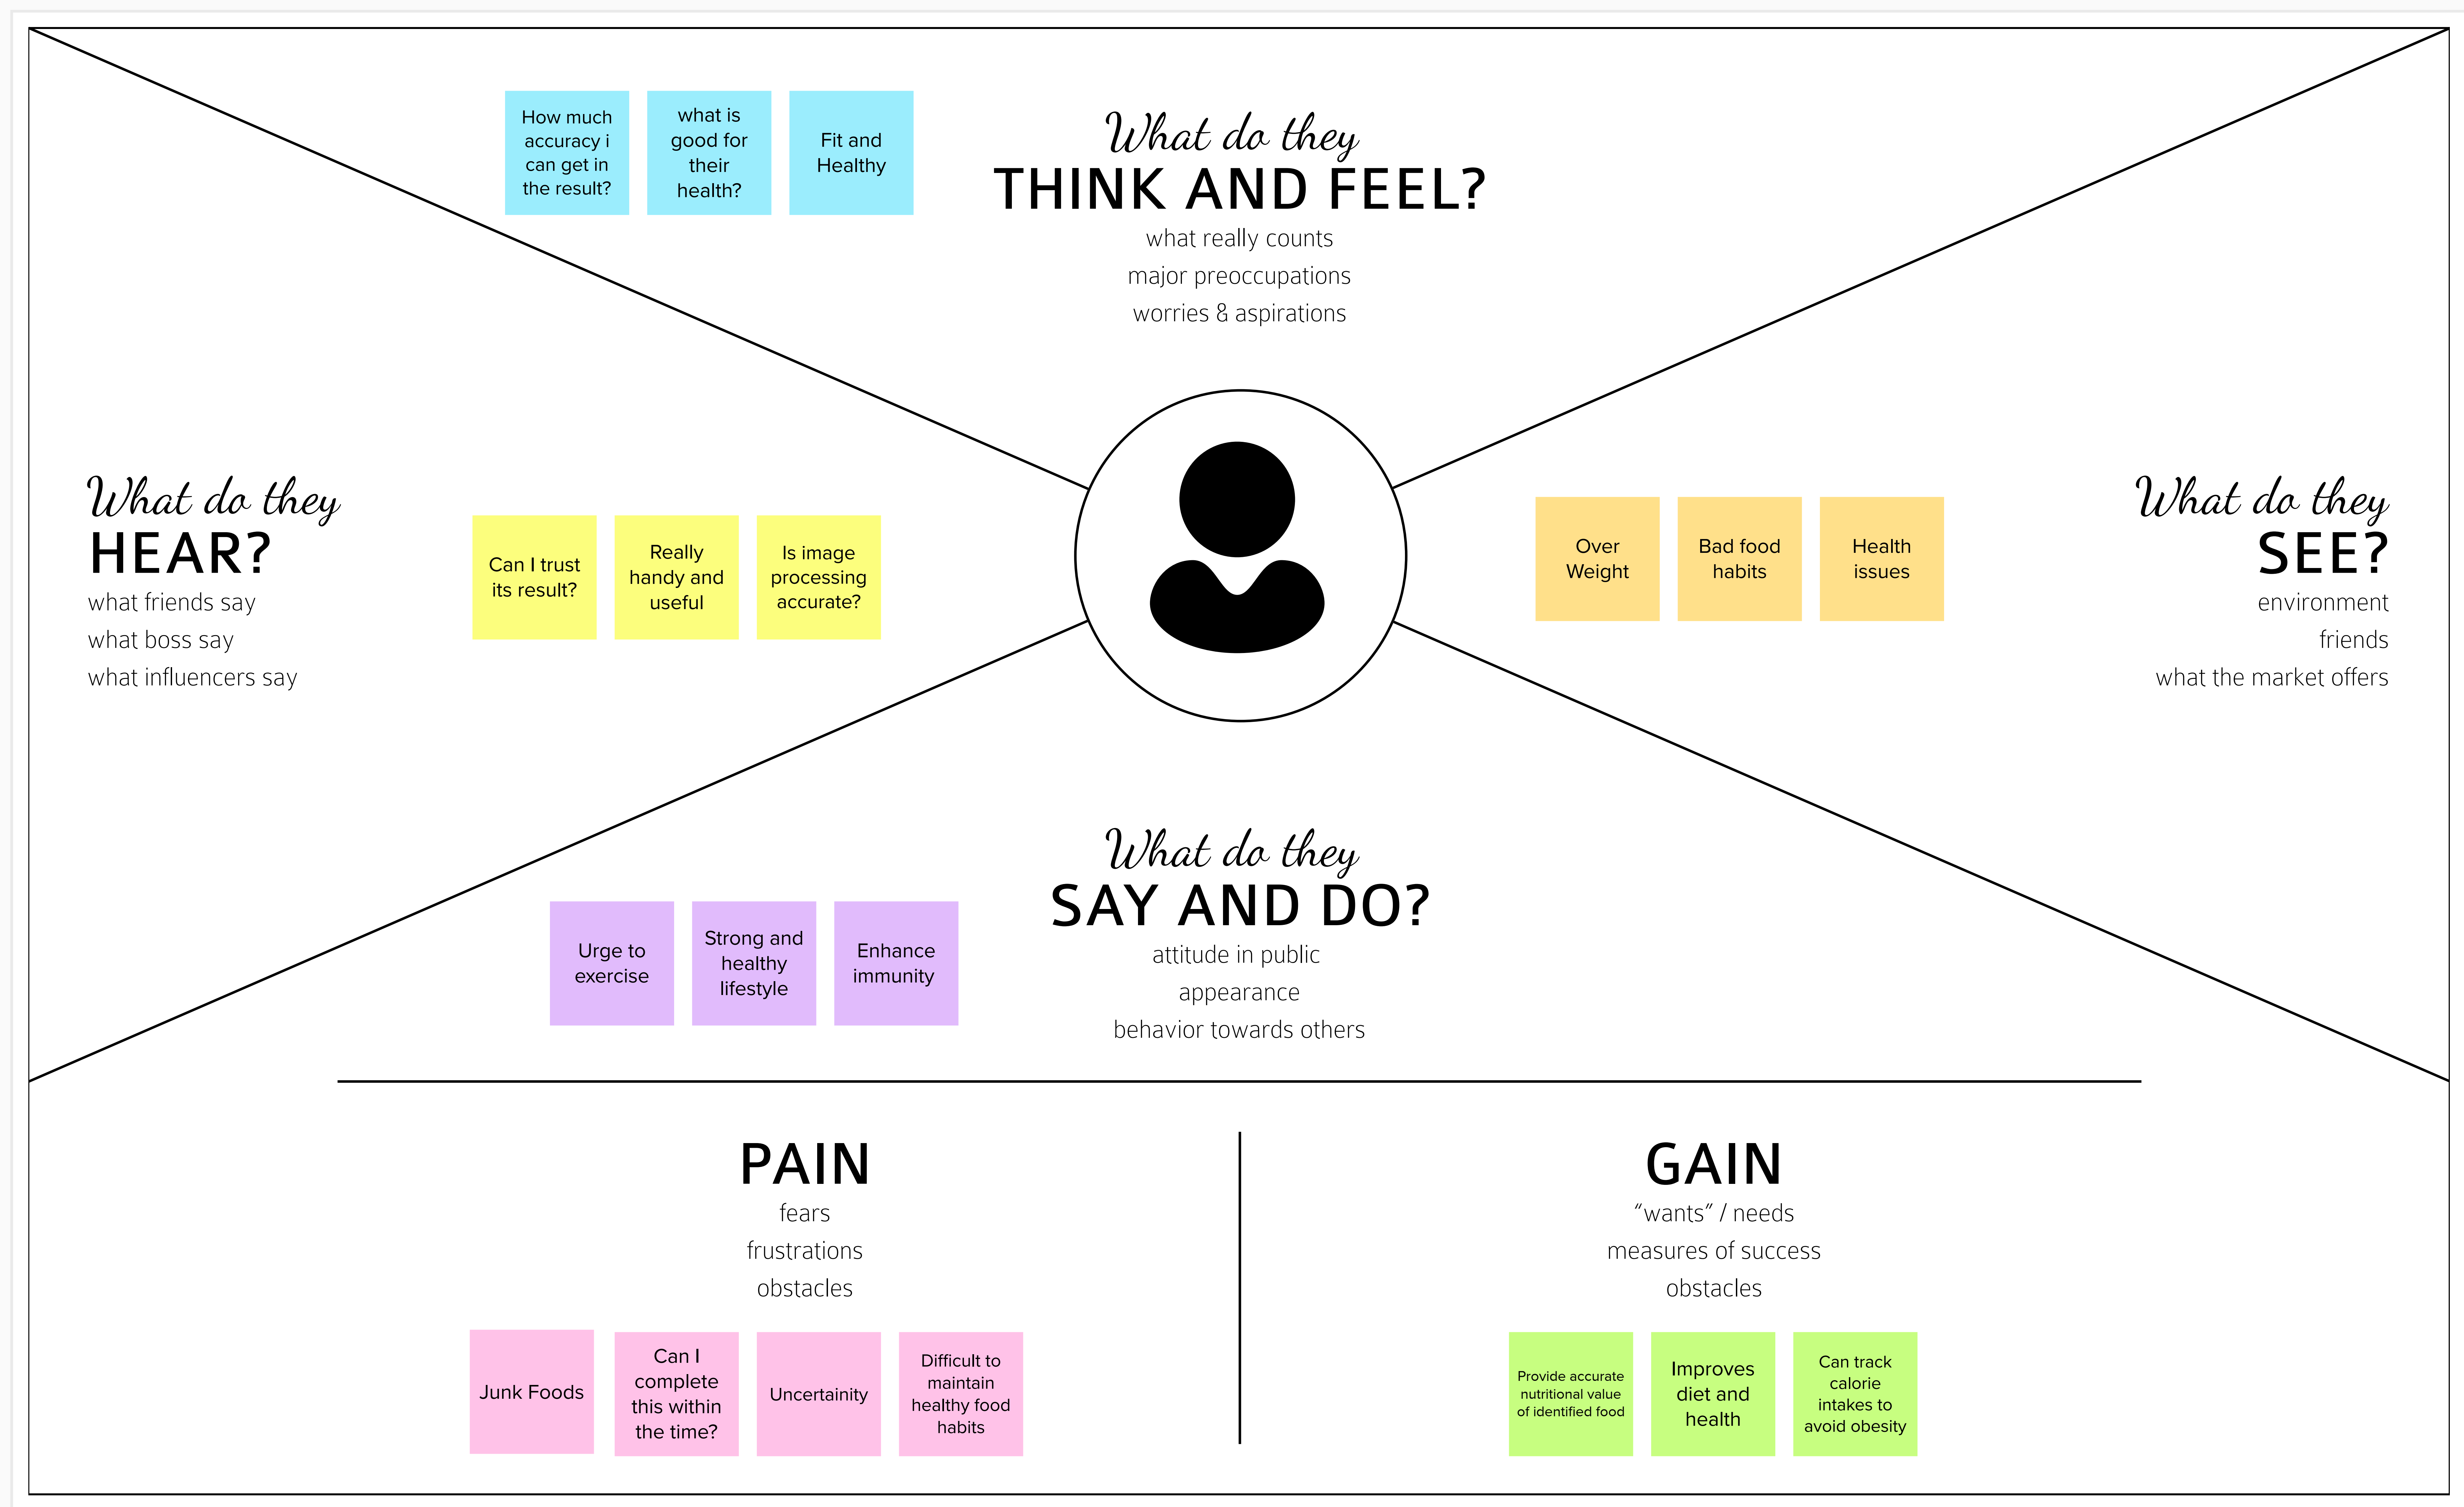 How much
accuracy i
can get in
the result?
what is
good for
their
health?
Fit and
Healthy
What do they
THINK AND FEEL?
what really counts
major preoccupations
worries & aspirations
What do they
HEAR?
what friends say
what boss say
what influencers say
Can I trust
its result?
Really
handy and
useful
Is image
processing
accurate?
Over
Weight
Bad food
habits
Health
issues
What do they
SEE?
environment
friends
what the market offers
Urge to
exercise
Strong and
healthy
lifestyle
Enhance
immunity
What do they
SAY AND DO?
attitude in public
appearance
behavior towards others
PAIN
fears
frustrations
obstacles
Junk Foods
Can I
complete
this within
the time?
Uncertainity
Difficult to
maintain
healthy food
habits
GAIN
“wants” / needs
measures of success
obstacles
Provide accurate
nutritional value
of identified food
Improves
diet and
health
Can track
calorie
intakes to
avoid obesity